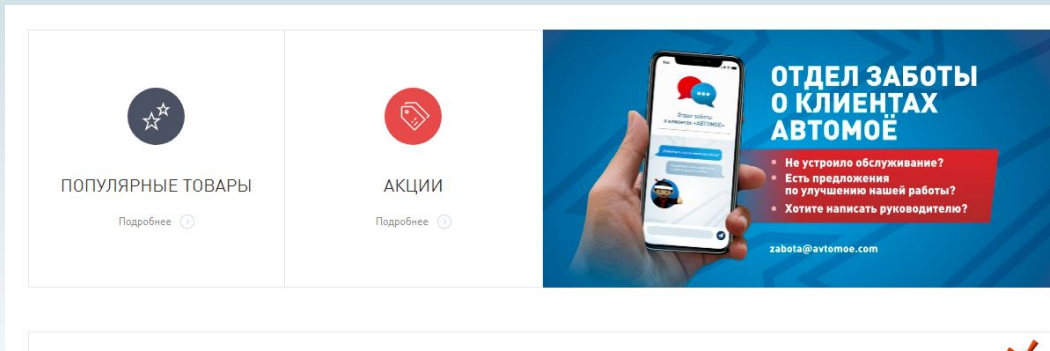 ПОПУЛЯРНЫЕ ТОВАРЫ
Подробнее
АКЦИИ
Подробнее
Отдел заботы
о клиентах «АВТОМОЁ»
ОТДЕЛ ЗАБОТЫ
О КЛИЕНТАХ
АВТОМОЁ
Не устроило обслуживание?
Есть предложения
по улучшению нашей работы?
Хотите написать руководителю?
zabota@avtomoe.com